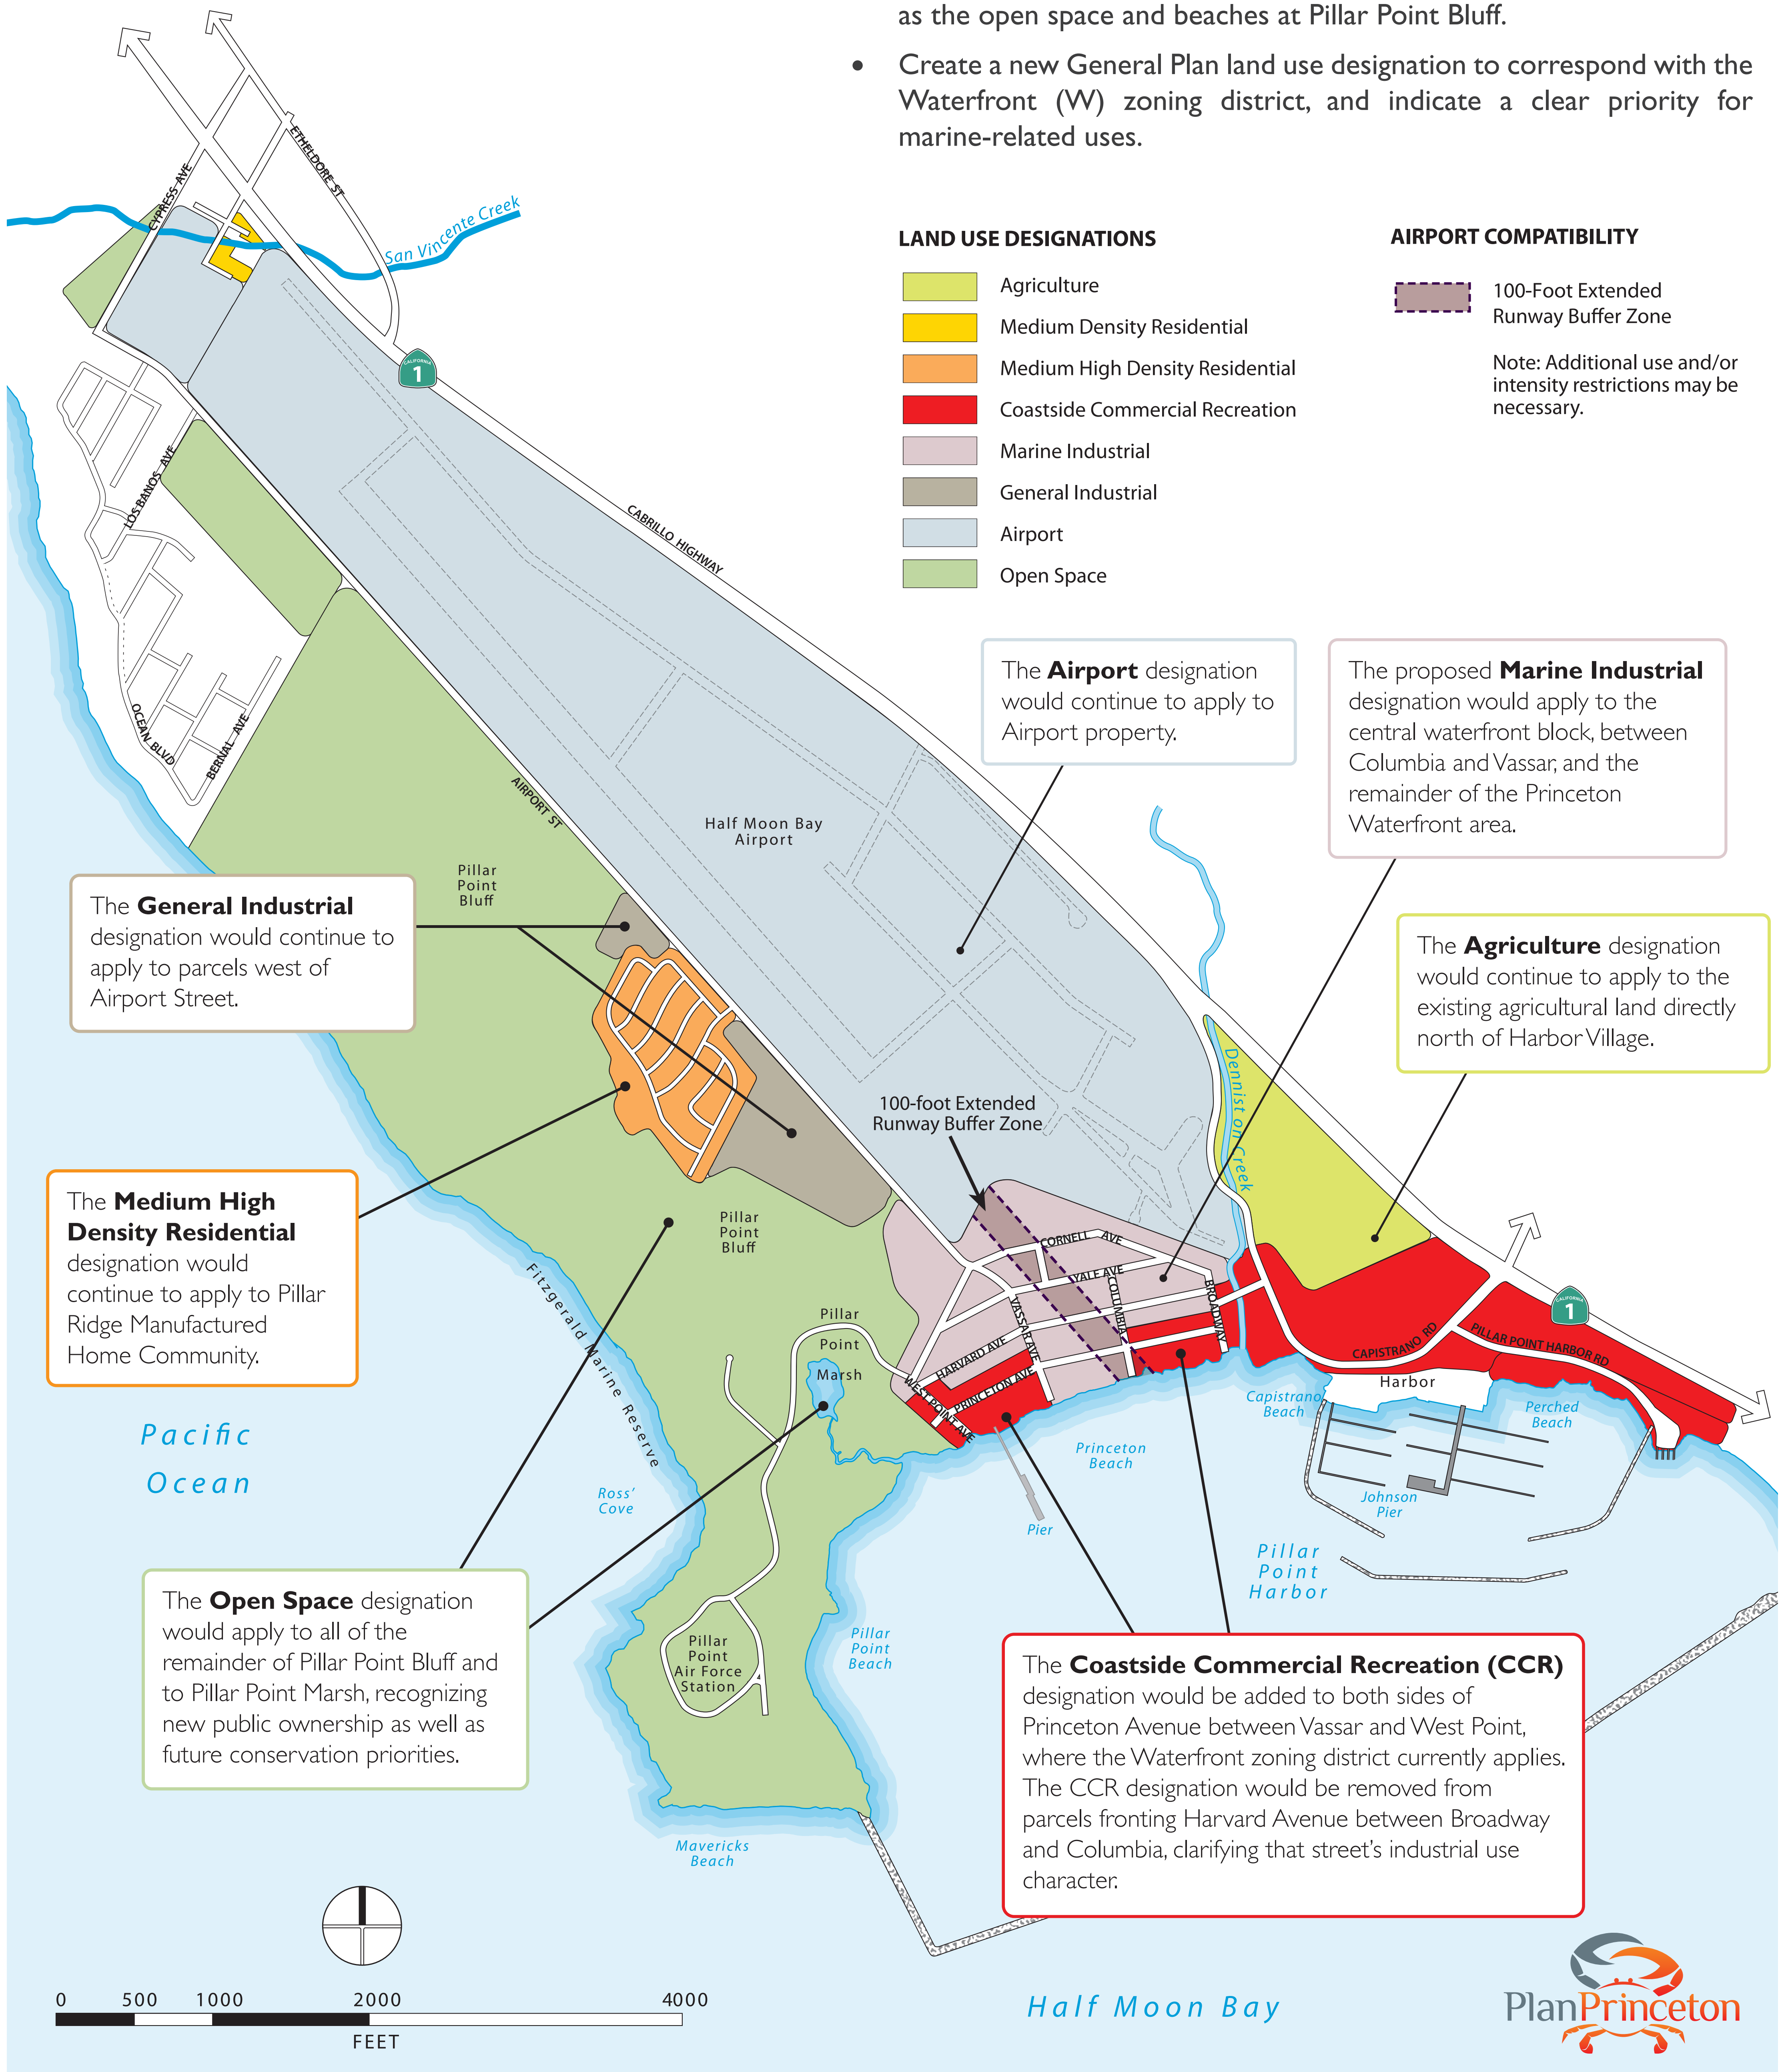 as the open space and beaches at Pillar Point Bluff.
• Create a new General Plan land use designation to correspond with the
Waterfront (W) zoning district, and indicate a clear priority for
marine-related uses.
LAND USE DESIGNATIONS
Agriculture
Medium Density Residential
Medium High Density Residential
Coastside Commercial Recreation
Marine Industrial
General Industrial
Airport
Open Space
AIRPORT COMPATIBILITY
100-Foot Extended
Runway Buffer Zone
Note: Additional use and/or
intensity restrictions may be
necessary.
ETHELDORE ST
CYPRESS AVE
San Vincente Creek
CALIFORNIA
1
LOS BANOS AVE
CABRILLO HIGHWAY
OCEAN BLVD
BERNAL AVE
AIRPORT ST
Half Moon Bay
Airport
The Airport designation
would continue to apply to
Airport property.
The proposed Marine Industrial
designation would apply to the
central waterfront block, between
Columbia and Vassar, and the
remainder of the Princeton
Waterfront area.
Pillar
Point
Bluff
The General Industrial
designation would continue to
apply to parcels west of
Airport Street.
The Agriculture designation
would continue to apply to the
existing agricultural land directly
north of Harbor Village.
Denniston Creek
100-foot Extended
Runway Buffer Zone
The Medium High
Density Residential
designation would
continue to apply to Pillar
Ridge Manufactured
Home Community.
Pillar
Point
Bluff
Fitzgerald Marine Reserve
CORNELL AVE
YALE AVE
COLUMBIA
BROADWAY
VASSAR AVE
HARVARD AVE
PRINCETON AVE
WEST POINT AVE
CAPISTRANO RD
PILLAR POINT HARBOR RD
CALIFORNIA
1
Pillar
Point
Marsh
Harbor
Capistrano
Beach
Perched
Beach
Princeton
Beach
Johnson
Pier
Pier
Pacific
Ocean
Ross'
Cove
Pillar
Point
Harbor
The Open Space designation
would apply to all of the
remainder of Pillar Point Bluff and
to Pillar Point Marsh, recognizing
new public ownership as well as
future conservation priorities.
Pillar
Point
Air Force
Station
Pillar
Point
Beach
The Coastside Commercial Recreation (CCR)
designation would be added to both sides of
Princeton Avenue between Vassar and West Point,
where the Waterfront zoning district currently applies.
The CCR designation would be removed from
parcels fronting Harvard Avenue between Broadway
and Columbia, clarifying that street's industrial use
character.
Mavericks
Beach
0 500 1000 2000 4000
FEET
Half Moon Bay
PlanPrinceton